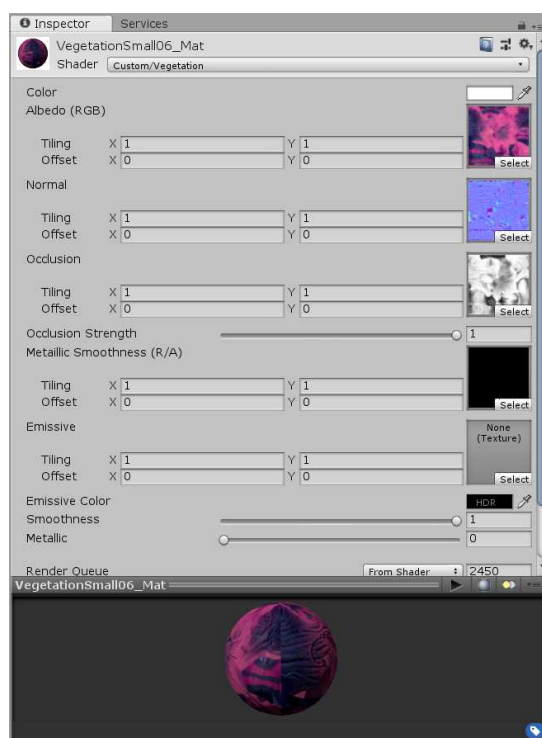 Inspector Services
VegetationSmall06_Mat
Shader Custom/Vegetation
Color
Albedo (RGB)
Tiling X 1 Y 1
Offset X 0 Y 0
Select
Normal
Tiling X 1 Y 1
Offset X 0 Y 0
Select
Occlusion
Tiling X 1 Y 1
Offset X 0 Y 0
Select
Occlusion Strength 1
Metaillic Smoothness (R/A)
Tiling X 1 Y 1
Offset X 0 Y 0
Select
Emissive
None
(Texture)
Tiling X 1 Y 1
Offset X 0 Y 0
Select
Emissive Color HDR
Smoothness 1
Metallic 0
Render Queue From Shader 2450
VegetationSmall06_Mat